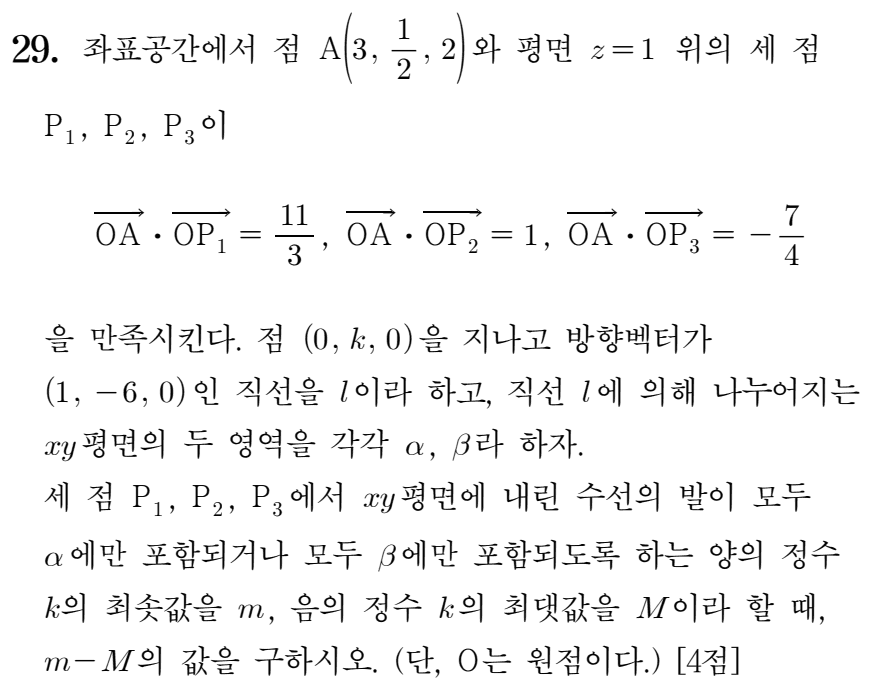 29. 좌표공간에서 점 A(3, 1/2, 2)와 평면 z=1 위의 세 점
P₁, P₂, P₃이
OA→ · OP₁→ = 11/3, OA→ · OP₂→ = 1, OA→ · OP₃→ = −7/4
을 만족시킨다. 점 (0, k, 0)을 지나고 방향벡터가
(1, −6, 0)인 직선을 l이라 하고, 직선 l에 의해 나누어지는
xy평면의 두 영역을 각각 α, β라 하자.
세 점 P₁, P₂, P₃에서 xy평면에 내린 수선의 발이 모두
α에만 포함되거나 모두 β에만 포함되도록 하는 양의 정수
k의 최솟값을 m, 음의 정수 k의 최댓값을 M이라 할 때,
m−M의 값을 구하시오. (단, O는 원점이다.) [4점]